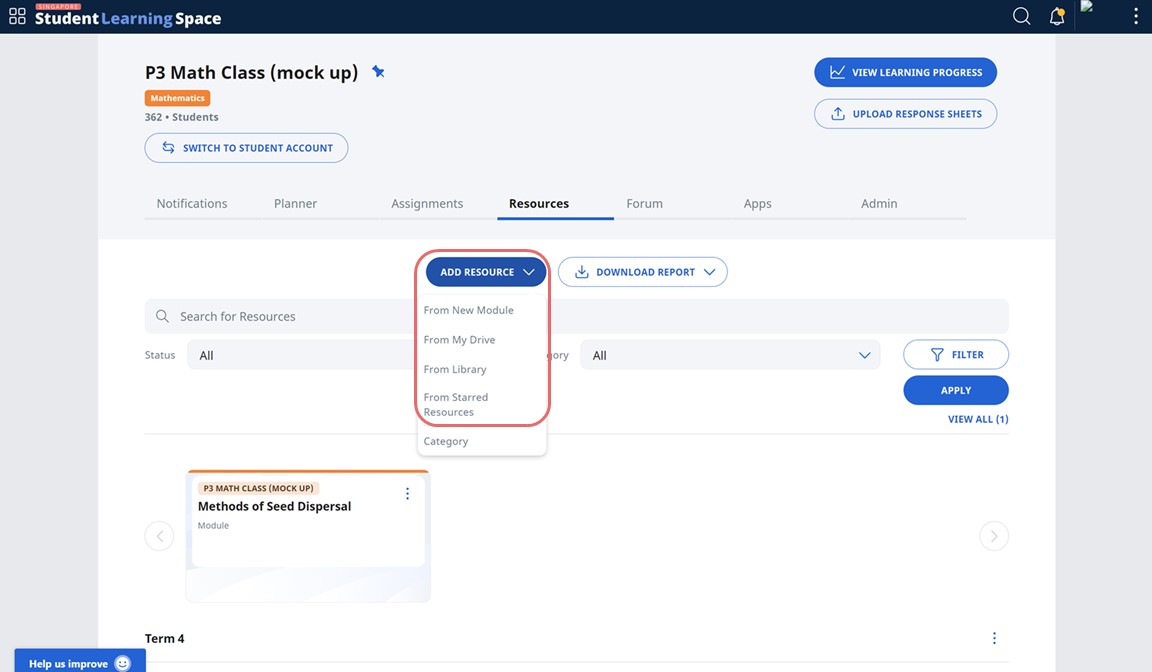 SINGAPORE
Student Learning Space
P3 Math Class (mock up)
VIEW LEARNING PROGRESS
Mathematics
UPLOAD RESPONSE SHEETS
362 • Students
SWITCH TO STUDENT ACCOUNT
Notifications
Planner
Assignments
Resources
Forum
Apps
Admin
ADD RESOURCE
DOWNLOAD REPORT
From New Module
Search for Resources
From My Drive
Status
All
gory
All
FILTER
From Library
APPLY
From Starred
Resources
VIEW ALL (1)
Category
P3 MATH CLASS (MOCK UP)
Methods of Seed Dispersal
Module
Term 4
Help us improve